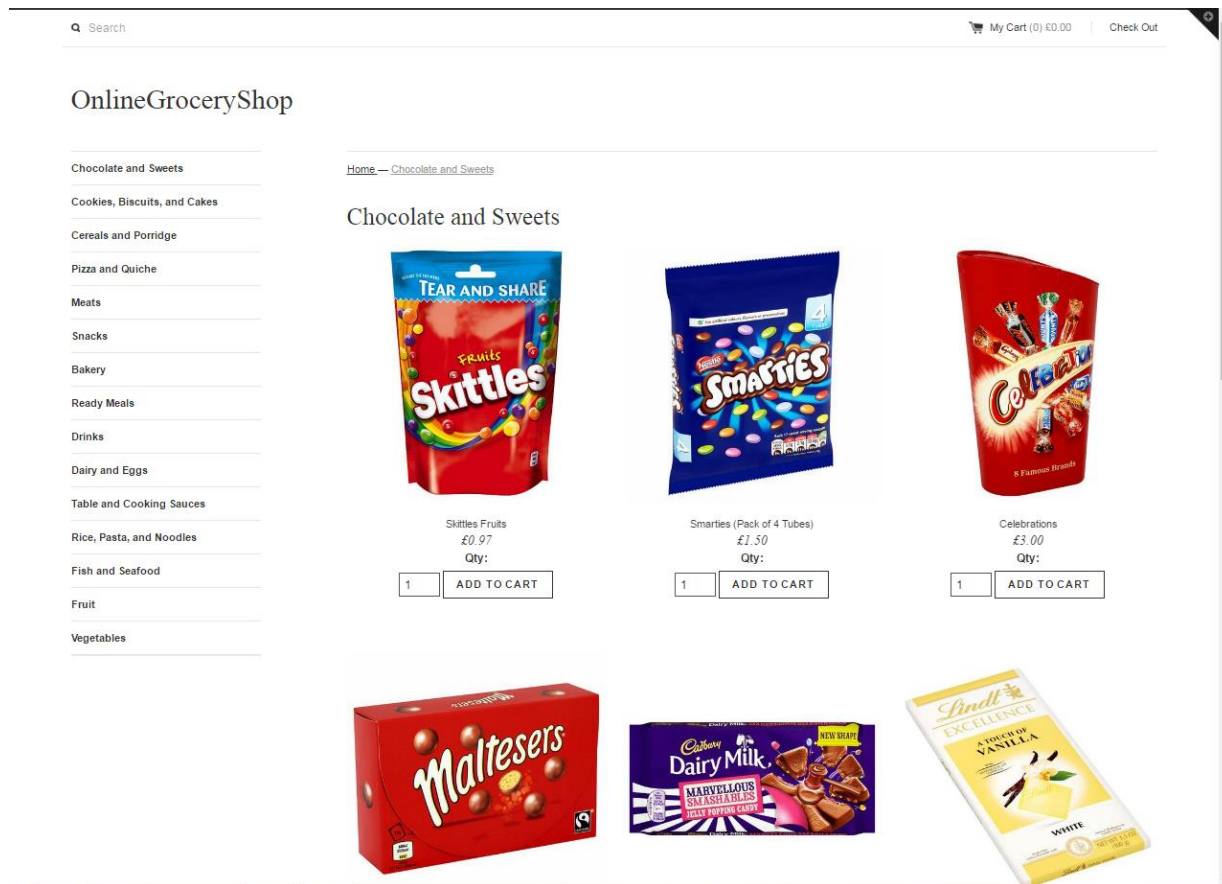 Search
My Cart (0) £0.00
Check Out
OnlineGroceryShop
Chocolate and Sweets
Cookies, Biscuits, and Cakes
Cereals and Porridge
Pizza and Quiche
Meats
Snacks
Bakery
Ready Meals
Drinks
Dairy and Eggs
Table and Cooking Sauces
Rice, Pasta, and Noodles
Fish and Seafood
Fruit
Vegetables
Home — Chocolate and Sweets
Chocolate and Sweets
TEAR AND SHARE
FRuits
Skittles
4
Nestlé
SMARTIES
CeLEBRATiO
8 Famous Brands
Skittles Fruits
£0.97
Qty:
1
ADD TO CART
Smarties (Pack of 4 Tubes)
£1.50
Qty:
1
ADD TO CART
Celebrations
£3.00
Qty:
1
ADD TO CART
Maltesers
Maltesers
Cadbury
Dairy Milk
NEW SHAPE
MARVELLOUS
SMASHABLES
JELLY POPPING CANDY
Lindt
EXCELLENCE
A TOUCH OF
VANILLA
Lindt
WHITE